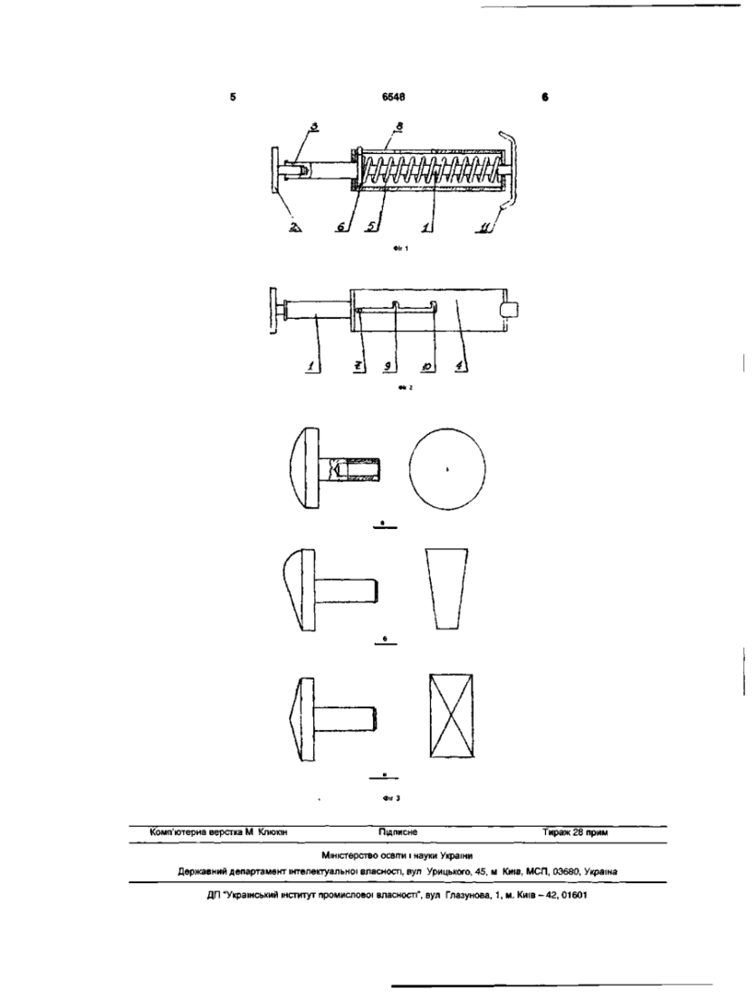 5 6548 6
3 8
2 6 5 1 11
Фіг 1
1 7 9 10 4
Фіг 2
а
б
в
Фіг 3
Комп'ютерна верстка М Клюкін Підписне Тираж 28 прим
Міністерство освіти і науки України
Державний департамент інтелектуальної власності, вул Урицького, 45, м Київ, МСП, 03680, Україна
ДП "Український інститут промислової власності", вул Глазунова, 1, м. Київ – 42, 01601